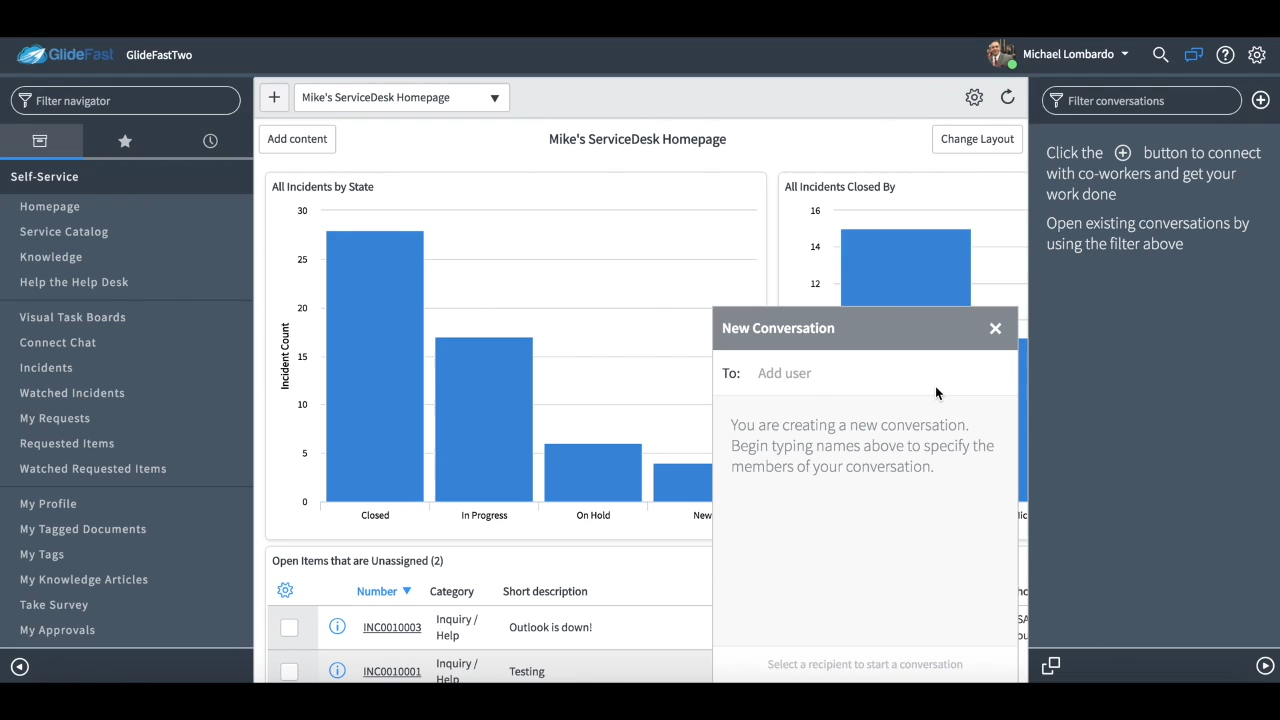 GlideFast GlideFastTwo
Michael Lombardo
Filter navigator
Self-Service
Homepage
Service Catalog
Knowledge
Help the Help Desk
Visual Task Boards
Connect Chat
Incidents
Watched Incidents
My Requests
Requested Items
Watched Requested Items
My Profile
My Tagged Documents
My Tags
My Knowledge Articles
Take Survey
My Approvals
Mike's ServiceDesk Homepage
Add content
Mike's ServiceDesk Homepage
Change Layout
All Incidents by State
30
25
20
15
10
5
0
Incident Count
Closed
In Progress
On Hold
New
All Incidents Closed By
16
14
12
Open Items that are Unassigned (2)
Number
Category
Short description
INC0010003
Inquiry /
Help
Outlook is down!
INC0010001
Inquiry /
Help
Testing
New Conversation
To: Add user
You are creating a new conversation.
Begin typing names above to specify the
members of your conversation.
Select a recipient to start a conversation
Filter conversations
Click the button to connect
with co-workers and get your
work done
Open existing conversations by
using the filter above